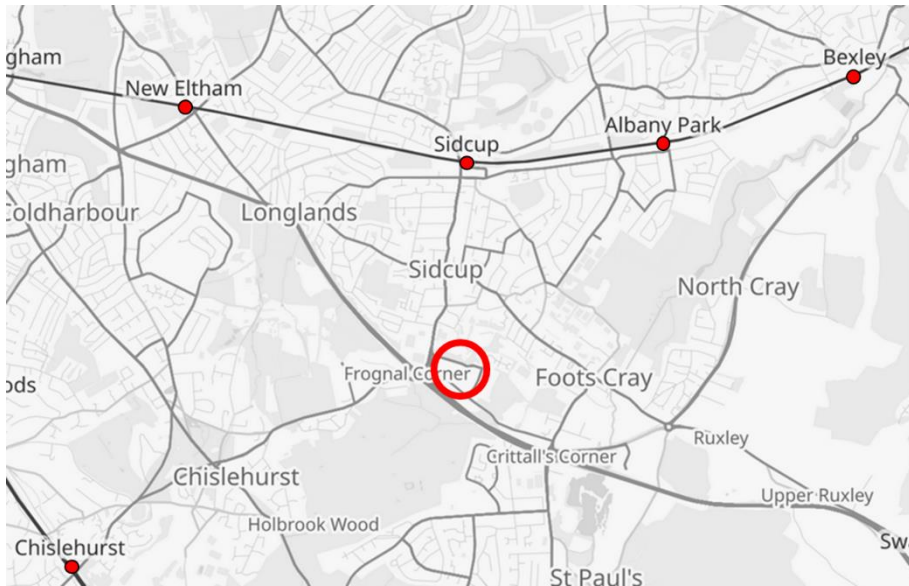 gham
Bexley
New Eltham
Albany Park
Sidcup
gham
Coldharbour
Longlands
Sidcup
North Cray
Frognal Corner
Foots Cray
ods
Ruxley
Crittall's Corner
Chislehurst
Upper Ruxley
Holbrook Wood
Chislehurst
Swa
St Paul's